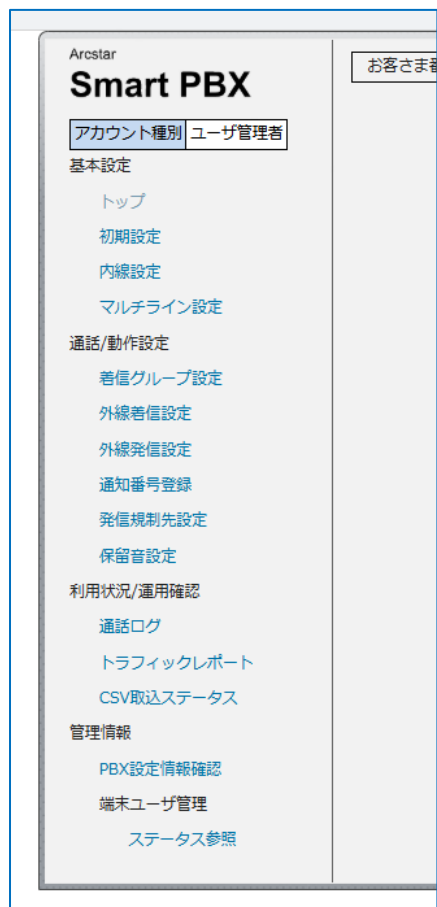 Arcstar
Smart PBX
お客さま番
アカウント種別 ユーザ管理者
基本設定
トップ
初期設定
内線設定
マルチライン設定
通話/動作設定
着信グループ設定
外線着信設定
外線発信設定
通知番号登録
発信規制先設定
保留音設定
利用状況/運用確認
通話ログ
トラフィックレポート
CSV取込ステータス
管理情報
PBX設定情報確認
端末ユーザ管理
ステータス参照